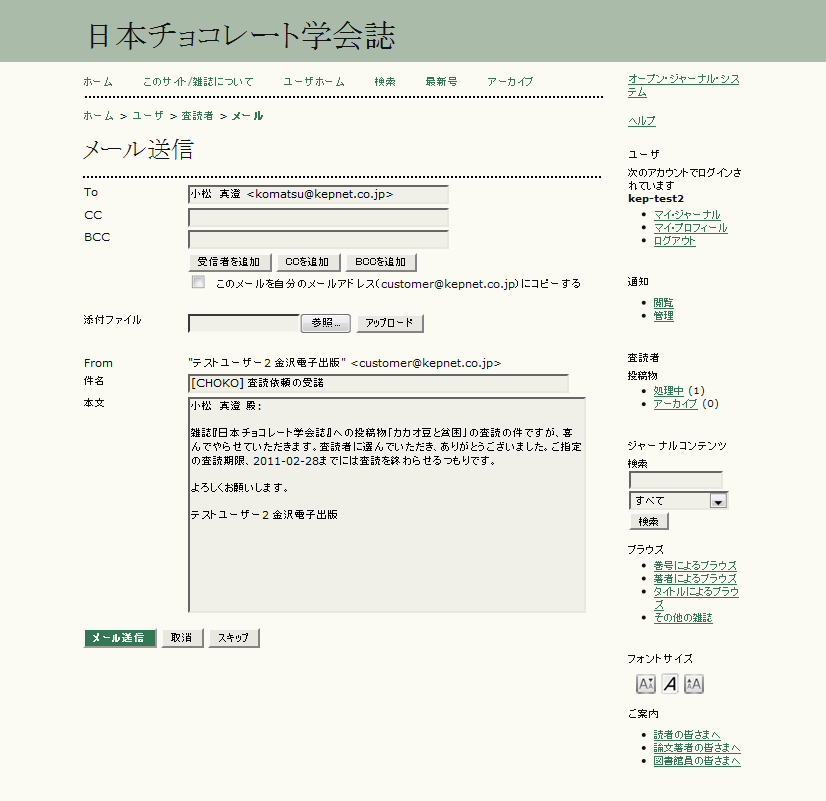 日本チョコレート学会誌
ホーム このサイト/雑誌について ユーザホーム 検索 最新号 アーカイブ
ホーム > ユーザ > 査読者 > メール
メール送信
To 小松 真澄 <komatsu@kepnet.co.jp>
CC
BCC
受信者を追加 CCを追加 BCCを追加
このメールを自分のメールアドレス(customer@kepnet.co.jp)にコピーする
添付ファイル 参照... アップロード
From "テストユーザー2 金沢電子出版" <customer@kepnet.co.jp>
件名 [CHOKO] 査読依頼の受諾
本文 小松 真澄 殿:
雑誌『日本チョコレート学会誌』への投稿物「カカオ豆と貧困」の査読の件ですが、喜
んでやらせていただきます。査読者に選んでいただき、ありがとうございました。ご指定
の査読期限、2011-02-28までには査読を終わらせるつもりです。
よろしくお願いします。
テストユーザー2 金沢電子出版
メール送信 取消 スキップ
オープン・ジャーナル・シス
テム
ヘルプ
ユーザ
次のアカウントでログインさ
れています
kep-test2
マイ・ジャーナル
マイ・プロフィール
ログアウト
通知
閲覧
管理
査読者
投稿物
処理中 (1)
アーカイブ (0)
ジャーナルコンテンツ
検索
すべて
検索
ブラウズ
巻号によるブラウズ
著者によるブラウズ
タイトルによるブラウ
ズ
その他の雑誌
フォントサイズ
A A A
ご案内
読者の皆さまへ
論文著者の皆さまへ
図書館員の皆さまへ